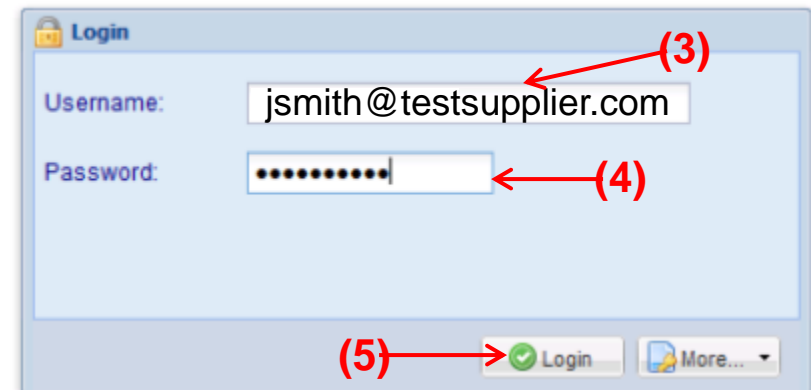 Login
(3)
Username: jsmith@testsupplier.com
Password: •••••••••• (4)
(5) Login More...